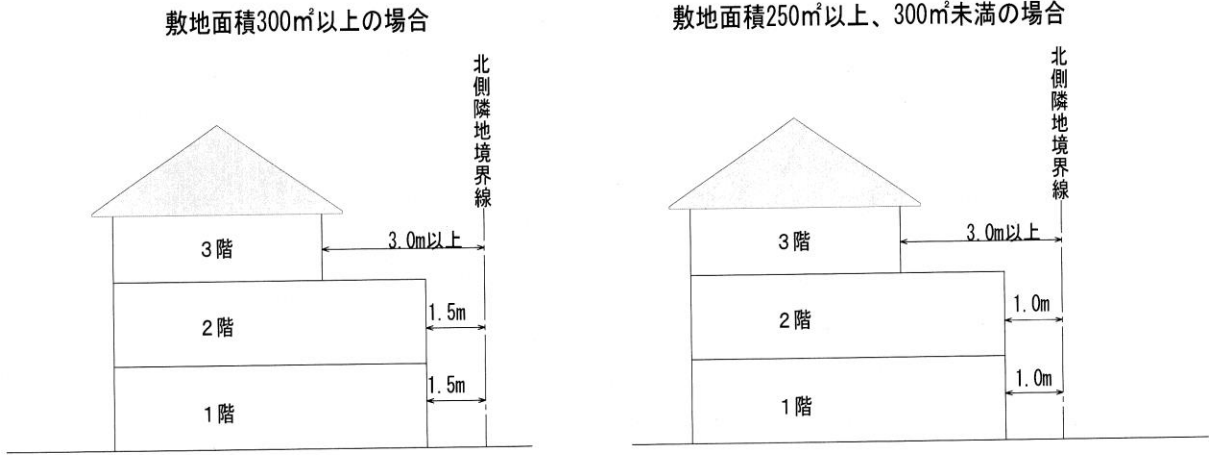 敷地面積300㎡以上の場合
北側隣地境界線
3階
3.0m以上
2階
1.5m
1階
1.5m
敷地面積250㎡以上、300㎡未満の場合
北側隣地境界線
3階
3.0m以上
2階
1.0m
1階
1.0m